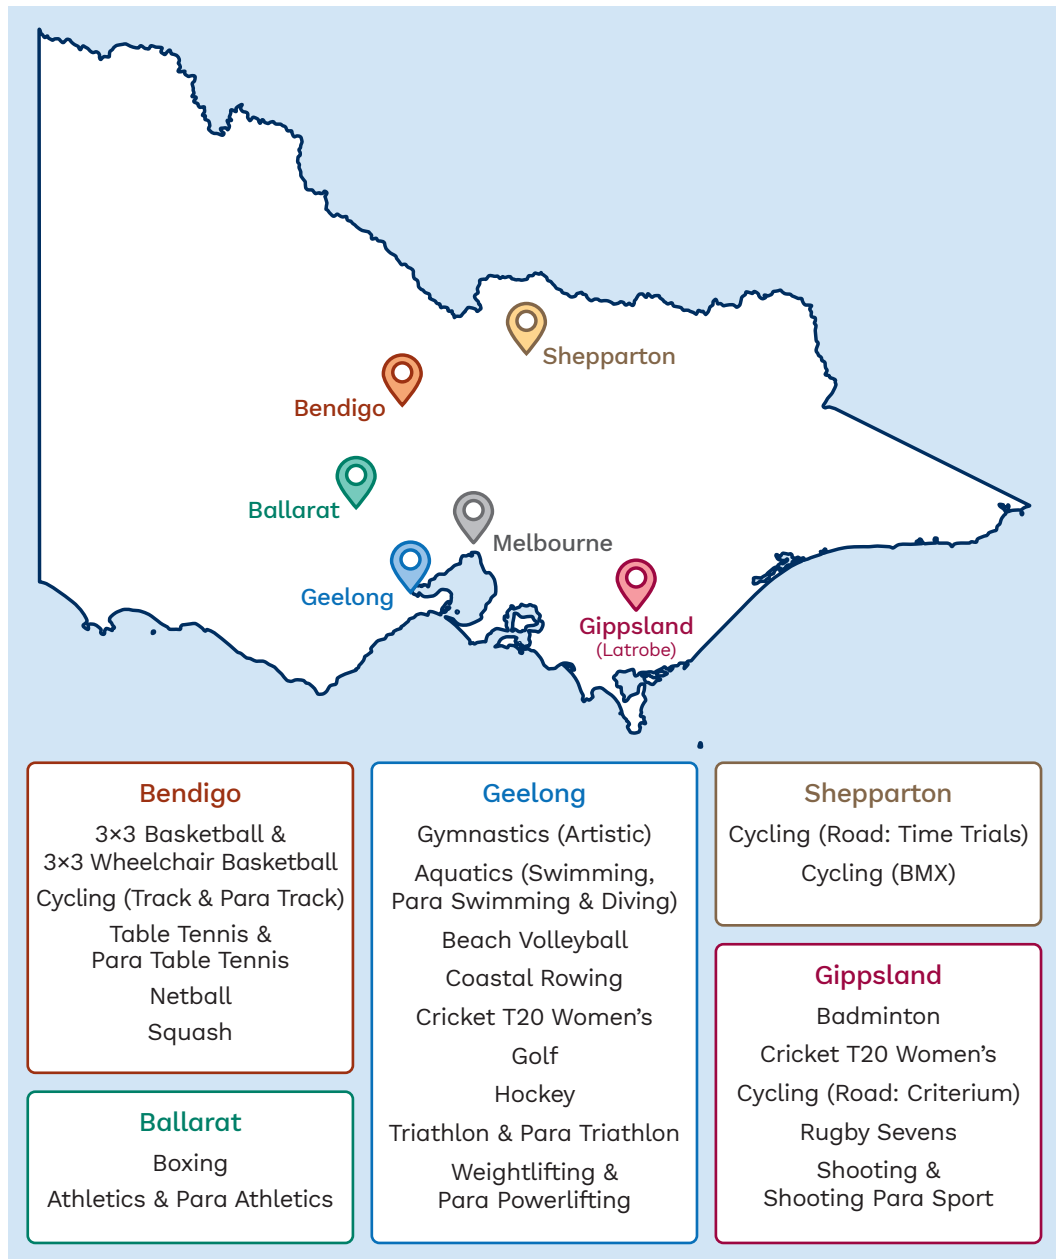 Shepparton
Bendigo
Ballarat
Melbourne
Geelong
Gippsland
(Latrobe)
Bendigo
3×3 Basketball &
3×3 Wheelchair Basketball
Cycling (Track & Para Track)
Table Tennis &
Para Table Tennis
Netball
Squash
Ballarat
Boxing
Athletics & Para Athletics
Geelong
Gymnastics (Artistic)
Aquatics (Swimming,
Para Swimming & Diving)
Beach Volleyball
Coastal Rowing
Cricket T20 Women’s
Golf
Hockey
Triathlon & Para Triathlon
Weightlifting &
Para Powerlifting
Shepparton
Cycling (Road: Time Trials)
Cycling (BMX)
Gippsland
Badminton
Cricket T20 Women’s
Cycling (Road: Criterium)
Rugby Sevens
Shooting &
Shooting Para Sport